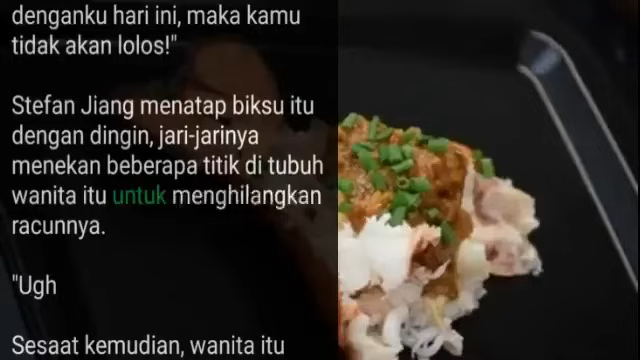 denganku hari ini, maka kamu
tidak akan lolos!"
Stefan Jiang menatap biksu itu
dengan dingin, jari-jarinya
menekan beberapa titik di tubuh
wanita itu untuk menghilangkan
racunnya.
"Ugh
Sesaat kemudian, wanita itu